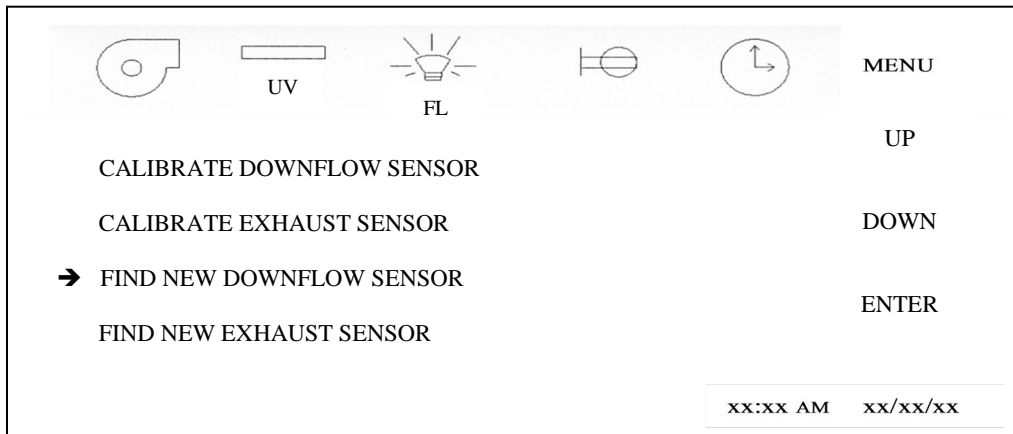 MENU
UV
FL
UP
CALIBRATE DOWNFLOW SENSOR
CALIBRATE EXHAUST SENSOR
DOWN
➔ FIND NEW DOWNFLOW SENSOR
ENTER
FIND NEW EXHAUST SENSOR
xx:xx AM xx/xx/xx